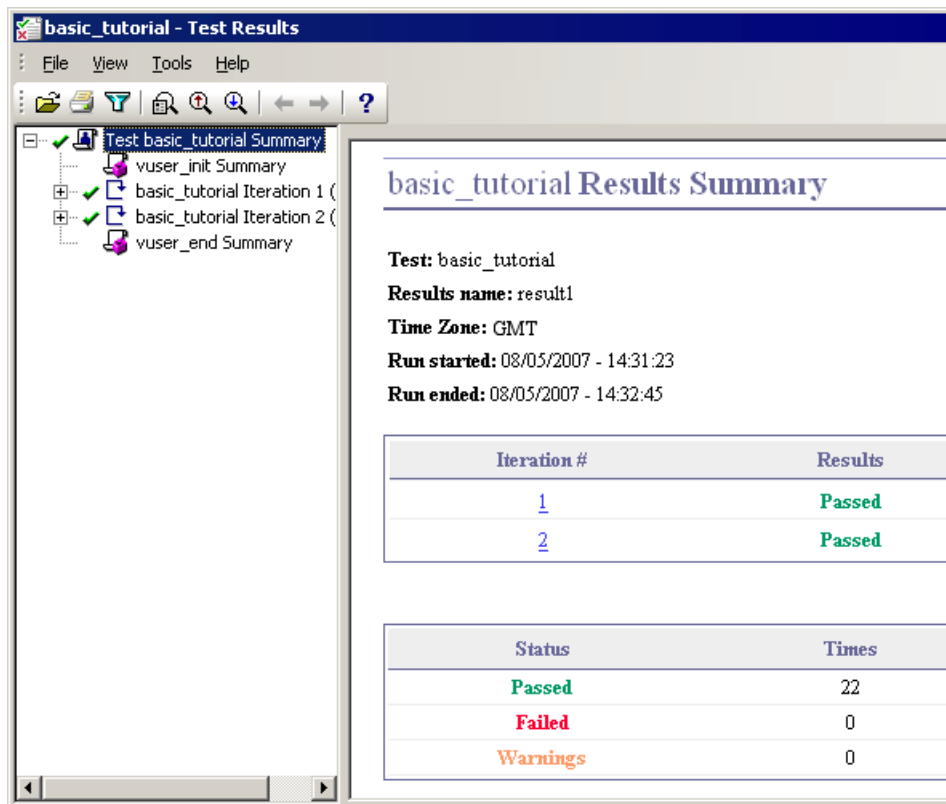 basic_tutorial - Test Results
File View Tools Help
?
Test basic_tutorial Summary
vuser_init Summary
basic_tutorial Iteration 1 (
basic_tutorial Iteration 2 (
vuser_end Summary
basic_tutorial Results Summary
Test: basic_tutorial
Results name: result1
Time Zone: GMT
Run started: 08/05/2007 - 14:31:23
Run ended: 08/05/2007 - 14:32:45
Iteration # Results
1 Passed
2 Passed
Status Times
Passed 22
Failed 0
Warnings 0